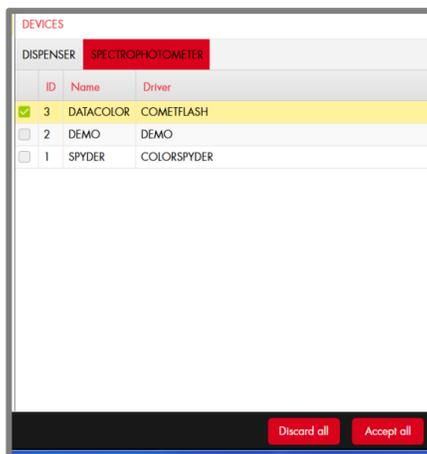 DEVICES
DISPENSER SPECTROPHOTOMETER
ID Name Driver
3 DATACOLOR COMETFLASH
2 DEMO DEMO
1 SPYDER COLORSPYDER
Discard all Accept all